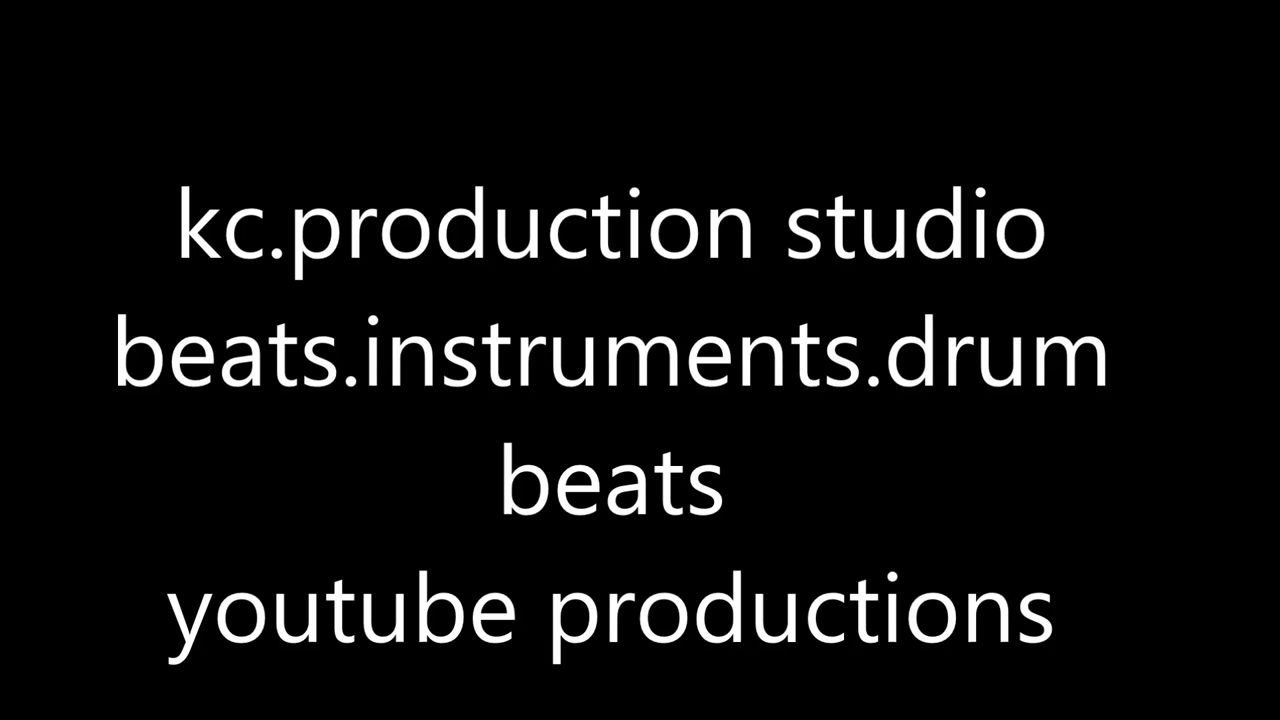 kc.production studio
beats.instruments.drum
beats
youtube productions